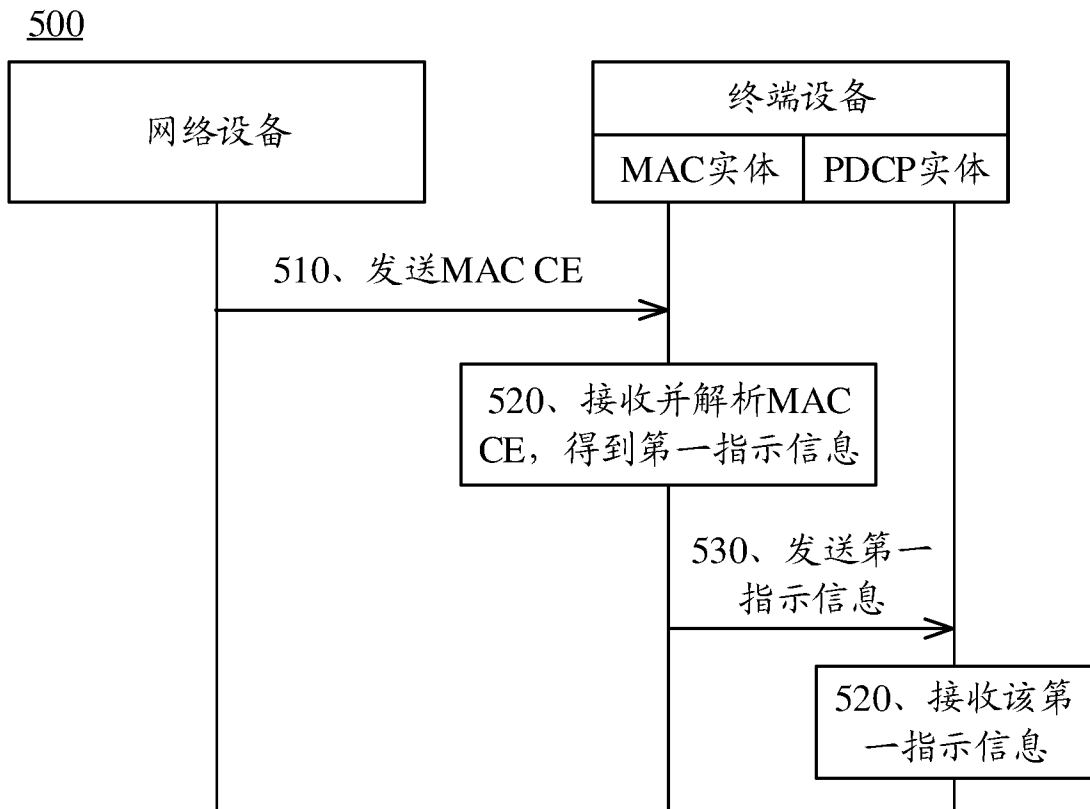 500
网络设备
终端设备
MAC实体
PDCP实体
510、发送MAC CE
520、接收并解析MAC
CE，得到第一指示信息
530、发送第一
指示信息
520、接收该第
一指示信息